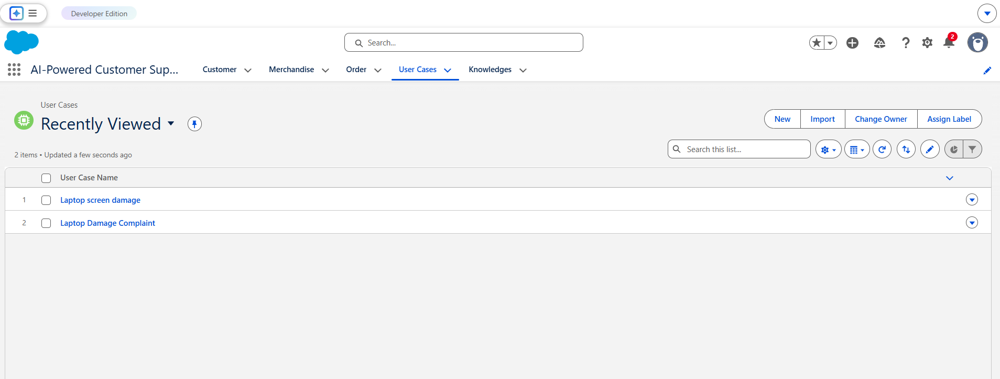 Developer Edition
Search...
2
AI-Powered Customer Sup...
Customer
Merchandise
Order
User Cases
Knowledges
User Cases
Recently Viewed
New
Import
Change Owner
Assign Label
2 items • Updated a few seconds ago
Search this list...
User Case Name
1
Laptop screen damage
2
Laptop Damage Complaint